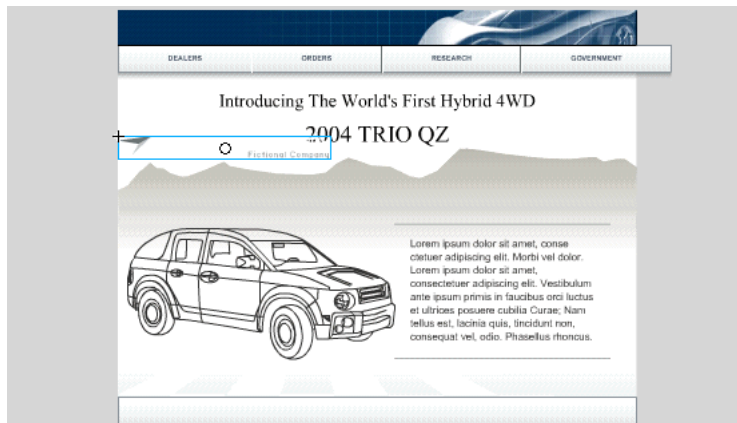 DEALERS
ORDERS
RESEARCH
GOVERNMENT
Introducing The World's First Hybrid 4WD
2004 TRIO QZ
Fictional Company
Lorem ipsum dolor sit amet, conse
ctetuer adipiscing elit. Morbi vel dolor.
Lorem ipsum dolor sit amet,
consectetuer adipiscing elit. Vestibulum
ante ipsum primis in faucibus orci luctus
et ultrices posuere cubilia Curae; Nam
tellus est, lacinia quis, tincidunt non,
consequat vel, odio. Phasellus rhoncus.